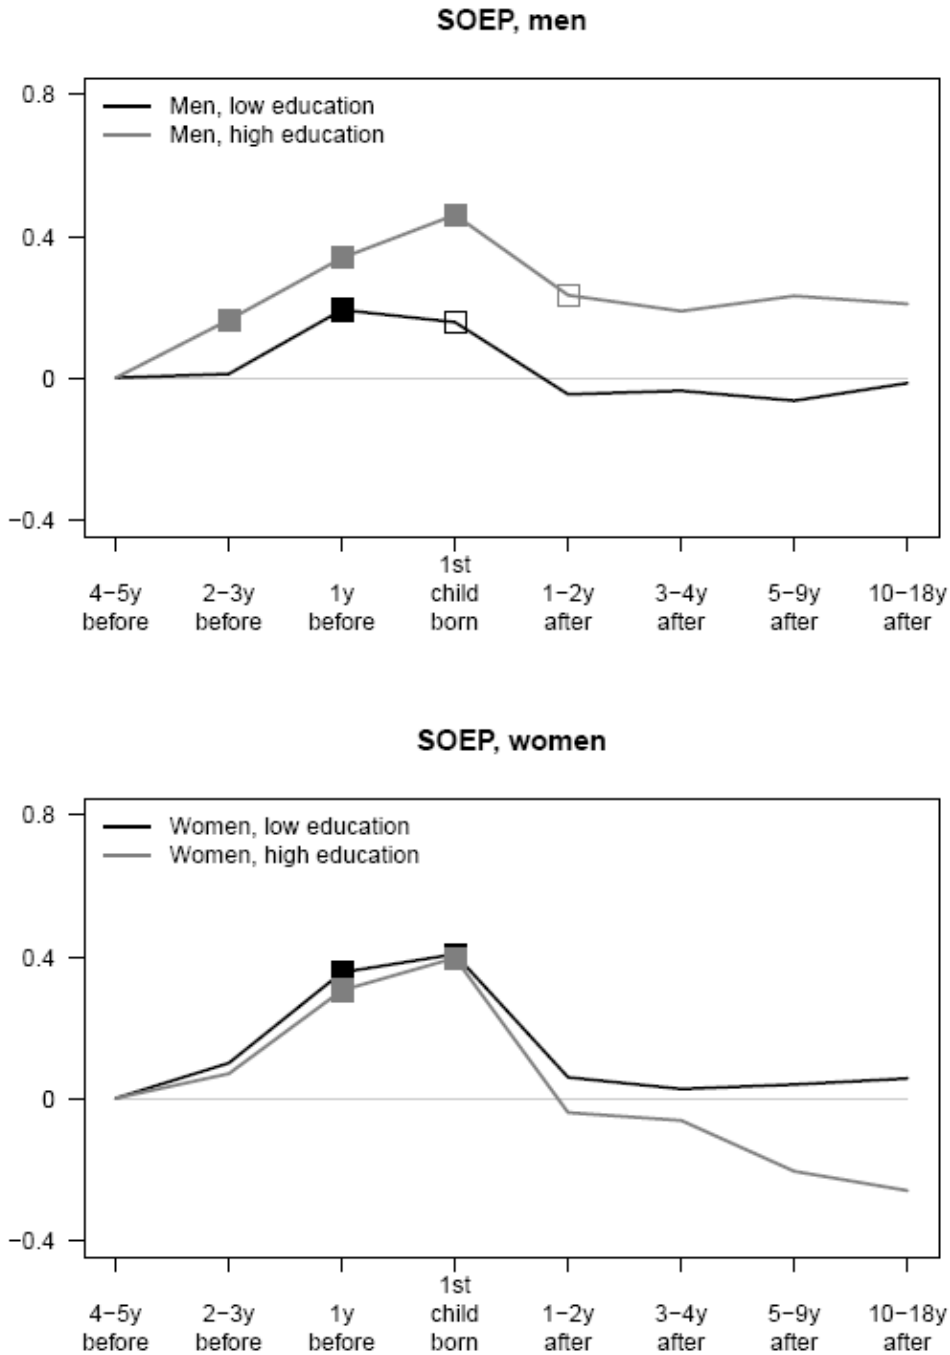 SOEP, men
0.8
0.4
0
−0.4
Men, low education
Men, high education
4−5y before
2−3y before
1y before
1st child born
1−2y after
3−4y after
5−9y after
10−18y after
SOEP, women
0.8
0.4
0
−0.4
Women, low education
Women, high education
4−5y before
2−3y before
1y before
1st child born
1−2y after
3−4y after
5−9y after
10−18y after